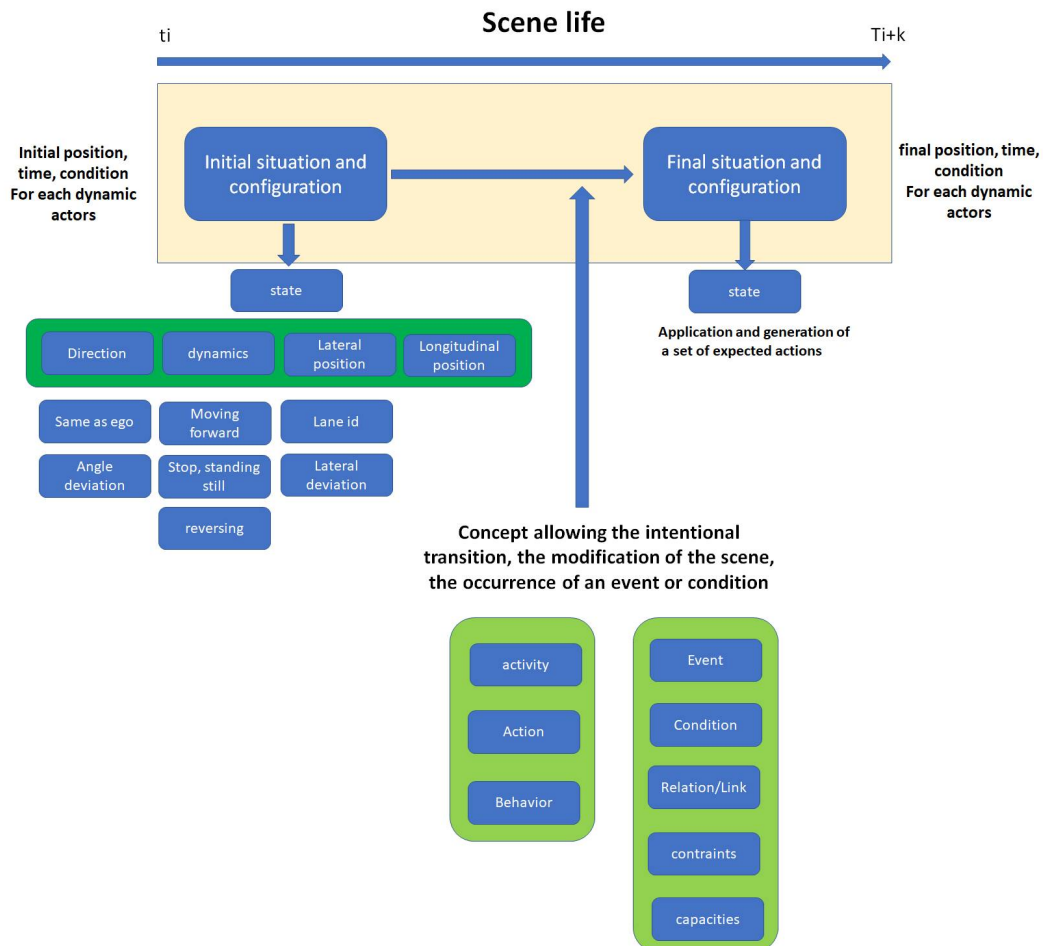 Scene life
ti
Ti+k
Initial position,
time, condition
For each dynamic
actors
Initial situation and
configuration
Final situation and
configuration
final position, time,
condition
For each dynamic
actors
state
state
Application and generation of
a set of expected actions
Direction
dynamics
Lateral
position
Longitudinal
position
Same as ego
Moving
forward
Lane id
Angle
deviation
Stop, standing
still
Lateral
deviation
reversing
Concept allowing the intentional
transition, the modification of the scene,
the occurrence of an event or condition
activity
Action
Behavior
Event
Condition
Relation/Link
contraints
capacities